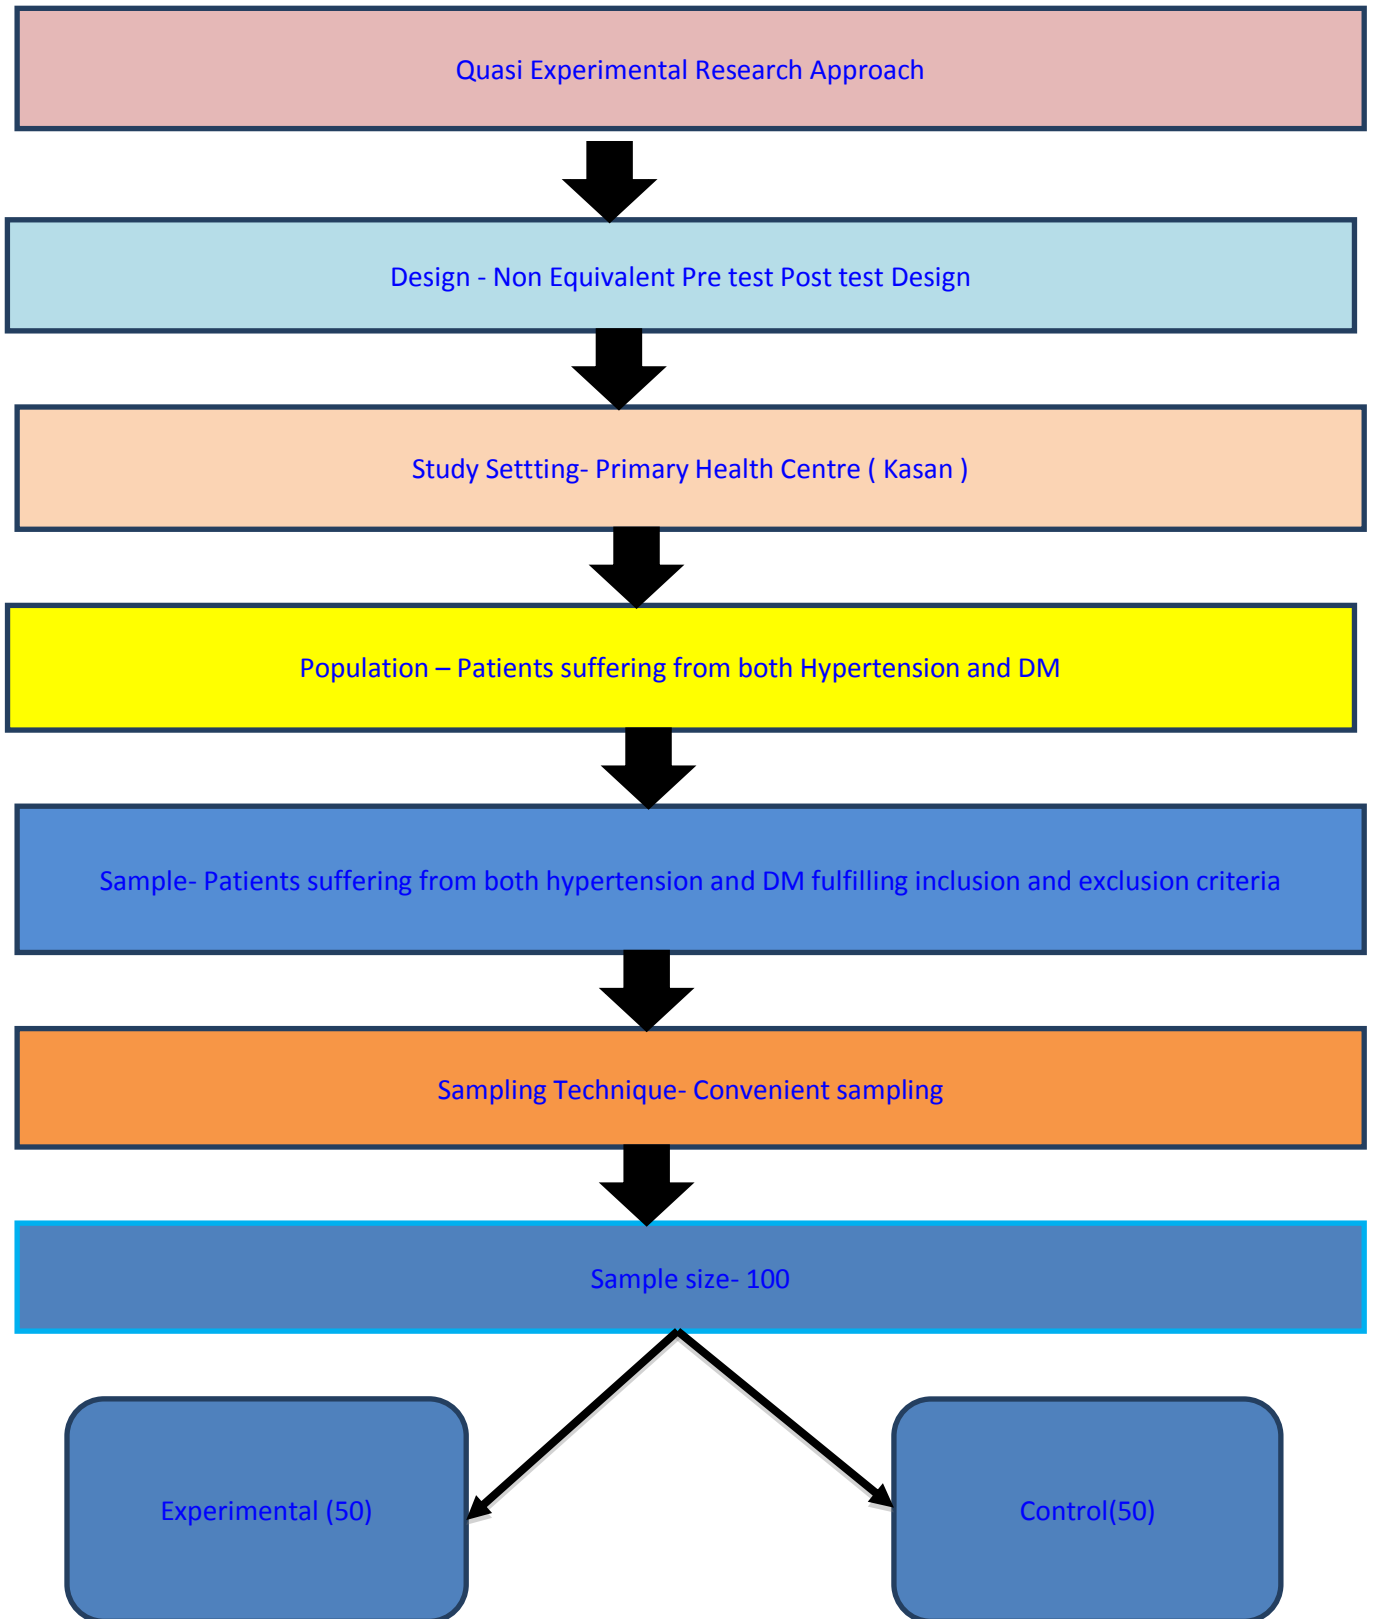 Quasi Experimental Research Approach
Design - Non Equivalent Pre test Post test Design
Study Settting- Primary Health Centre ( Kasan )
Population – Patients suffering from both Hypertension and DM
Sample- Patients suffering from both hypertension and DM fulfilling inclusion and exclusion criteria
Sampling Technique- Convenient sampling
Sample size- 100
Experimental (50)
Control(50)